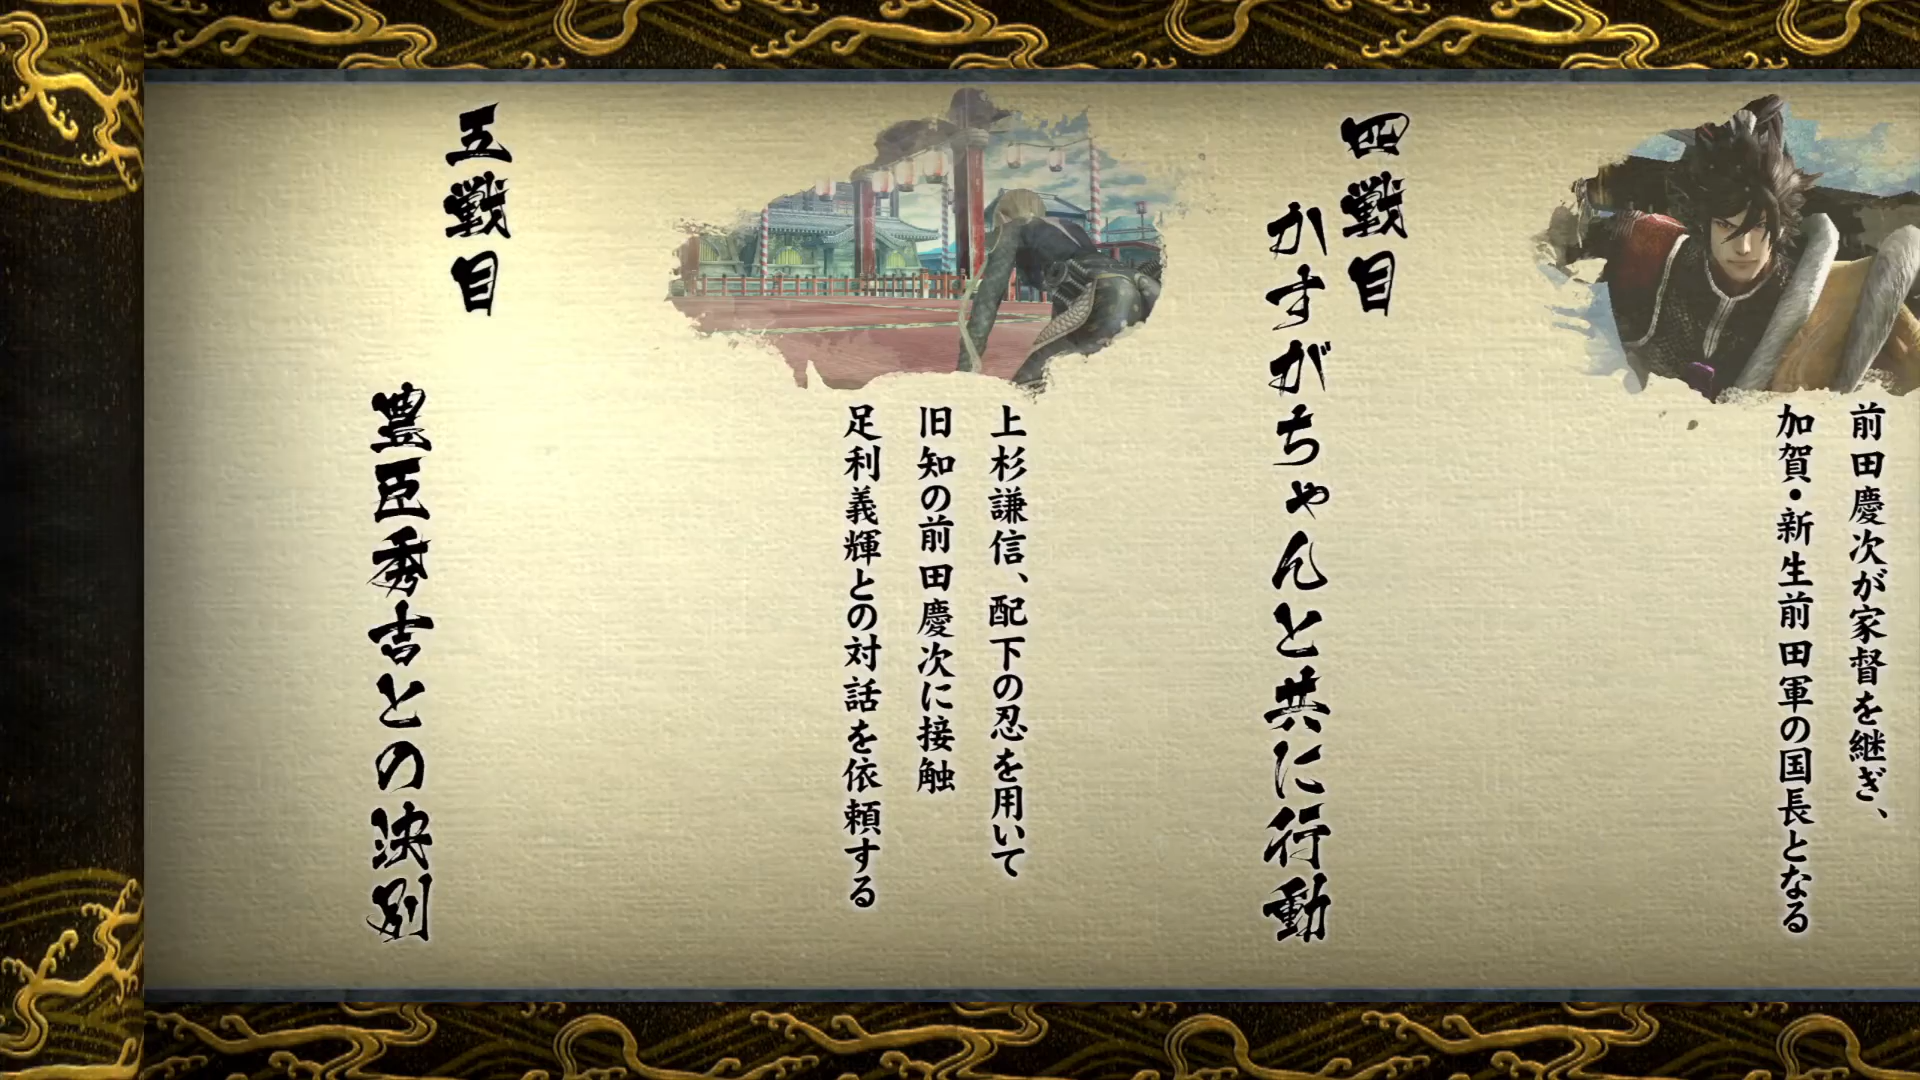 前田慶次が家督を継ぎ、
加賀・新生前田軍の国長となる
四戦目
かすがちゃんと共に行動
上杉謙信、配下の忍を用いて
旧知の前田慶次に接触
足利義輝との対話を依頼する
五戦目
豊臣秀吉との決別